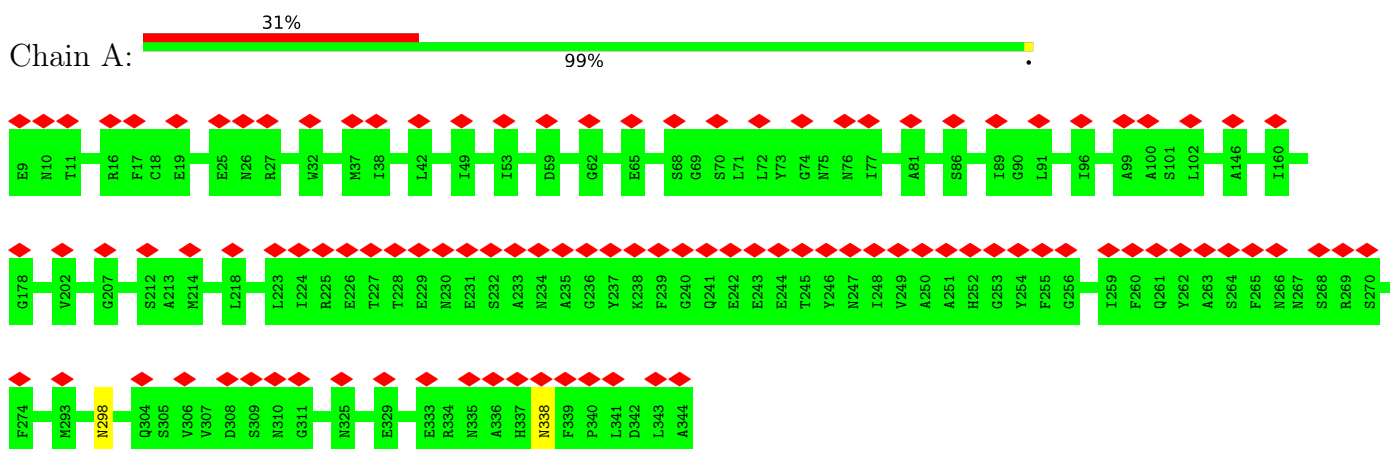 31%
Chain A:
99%
•
E9 N10 T11 R16 F17 C18 E19 E25 N26 R27 W32 M37 I38 L42 I49 I53 D59 G62 E65 S68 G69 S70 L71 L72 Y73 G74 N75 N76 I77 A81 S86 I89 G90 L91 I96 A99 A100 S101 L102 A146 I160
G178 V202 G207 S212 A213 M214 L218 L223 I224 R225 E226 T227 T228 E229 N230 E231 S232 A233 N234 A235 G236 Y237 K238 F239 G240 Q241 E242 E243 E244 T245 Y246 N247 I248 V249 A250 A251 H252 G253 Y254 F255 G256 I259 F260 Q261 Y262 A263 S264 F265 N266 N267 S268 R269 S270
F274 M293 N298 Q304 S305 V306 V307 D308 S309 N310 G311 N325 E329 E333 R334 N335 A336 H337 N338 F339 P340 L341 D342 L343 A344